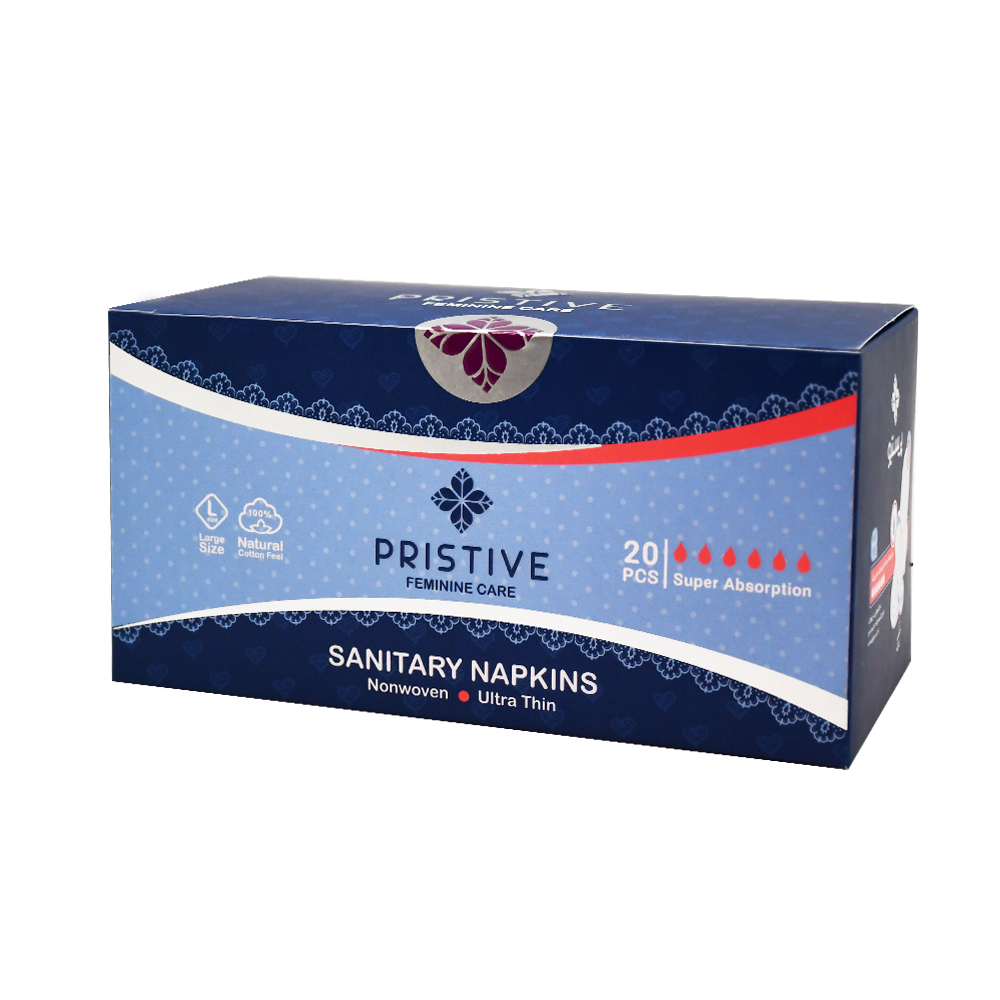 PRISTIVE
FEMININE CARE
L
SIZE
Large
Size
100%
Natural
Cotton Feel
PRISTIVE
FEMININE CARE
20
PCS
Super Absorption
SANITARY NAPKINS
Nonwoven
Ultra Thin